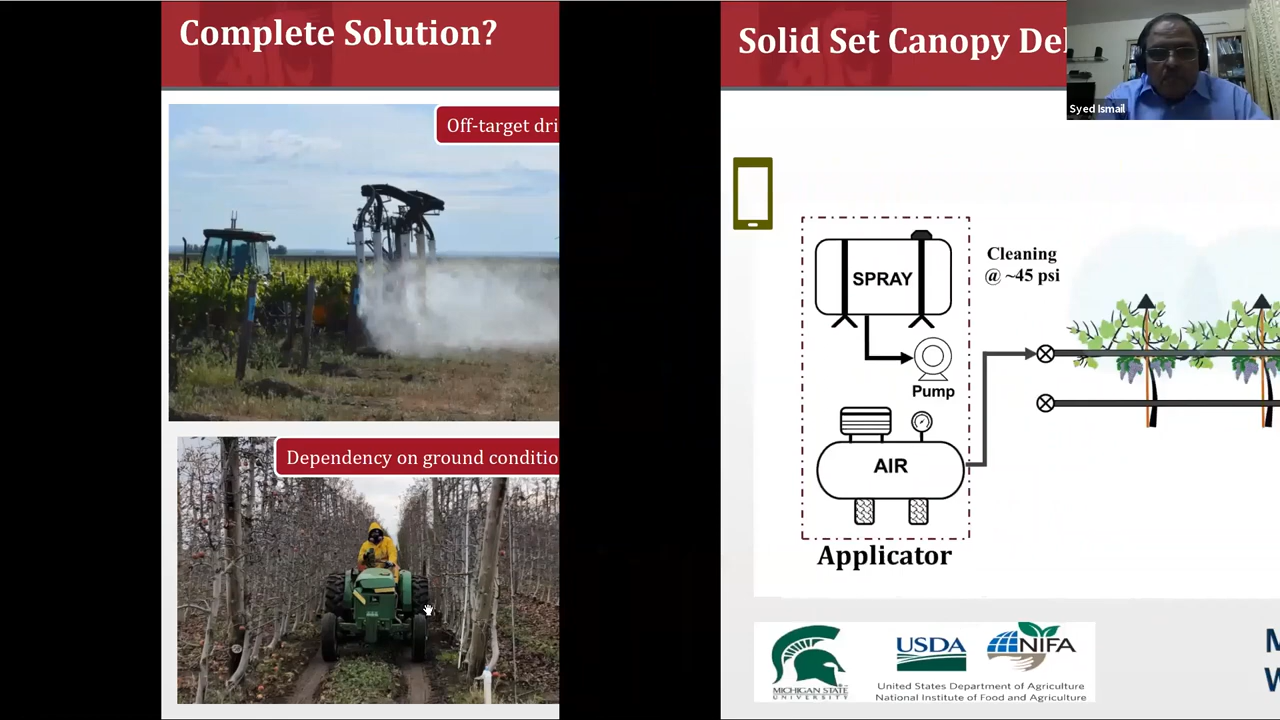 Complete Solution?
Off-target dri
Dependency on ground conditio
Solid Set Canopy Del
Syed Ismail
SPRAY
Cleaning
@ ~45 psi
Pump
AIR
Applicator
MICHIGAN STATE
UNIVERSITY
USDA
NIFA
United States Department of Agriculture
National Institute of Food and Agriculture
M
W